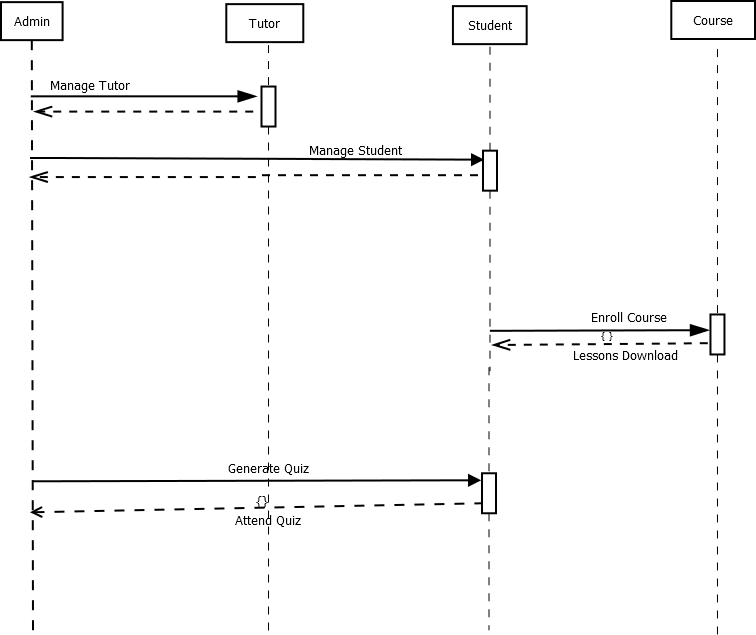 Admin
Tutor
Student
Course
Manage Tutor
Manage Student
Enroll Course
{ }
Lessons Download
Generate Quiz
{}
Attend Quiz